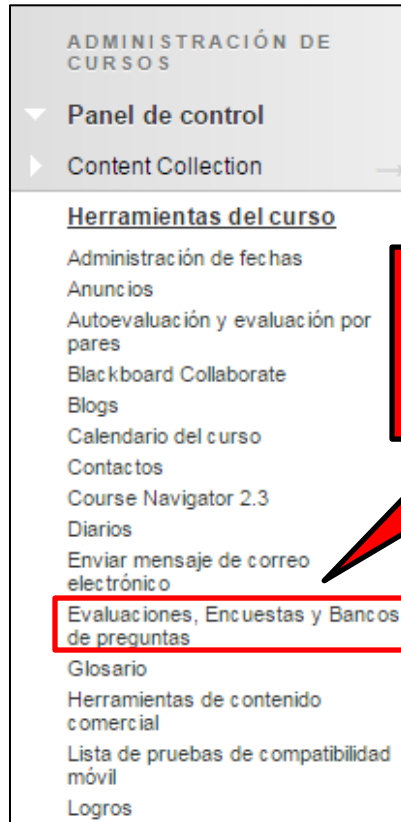 ADMINISTRACIÓN DE
CURSOS
Panel de control
Content Collection
Herramientas del curso
Administración de fechas
Anuncios
Autoevaluación y evaluación por
pares
Blackboard Collaborate
Blogs
Calendario del curso
Contactos
Course Navigator 2.3
Diarios
Enviar mensaje de correo
electrónico
Evaluaciones, Encuestas y Bancos
de preguntas
Glosario
Herramientas de contenido
comercial
Lista de pruebas de compatibilidad
móvil
Logros